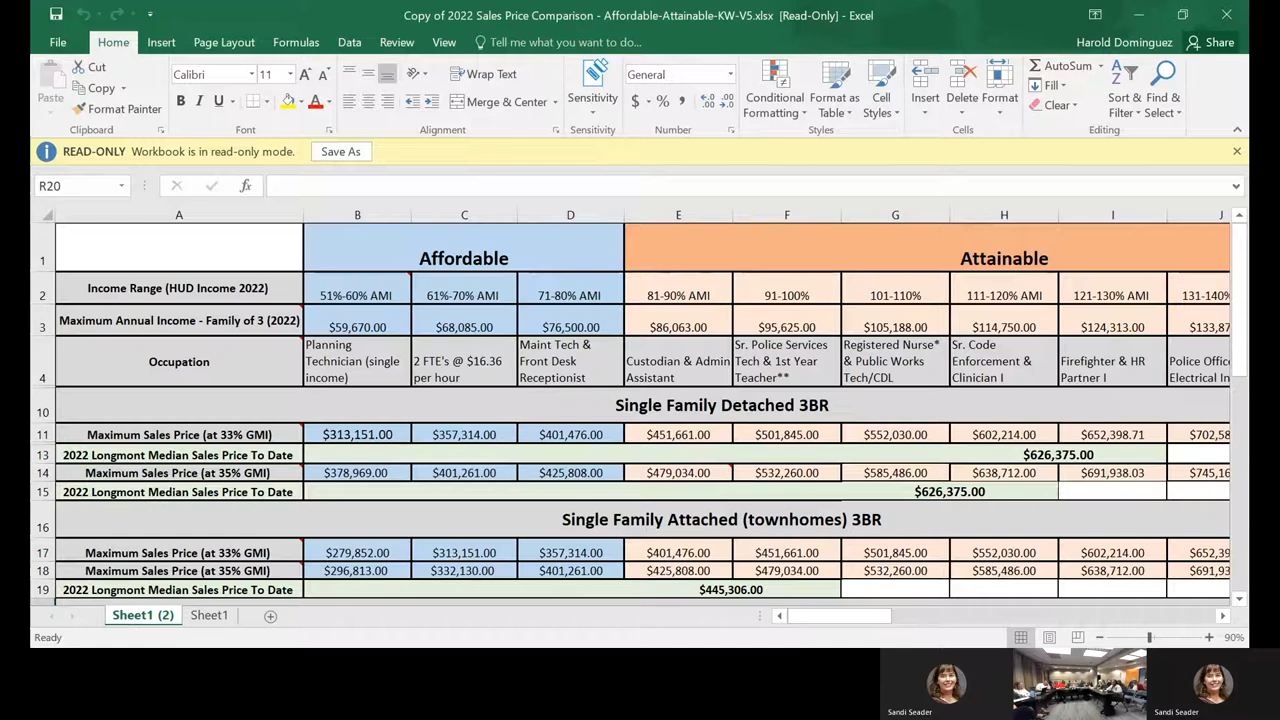 Copy of 2022 Sales Price Comparison - Affordable-Attainable-KW-V5.xlsx [Read-Only] - Excel
File Home Insert Page Layout Formulas Data Review View Tell me what you want to do... Harold Dominguez Share
Paste Cut Copy Format Painter
Calibri 11 B I U A
Wrap Text
Merge & Center
Sensitivity
General
$ % ,
Conditional Formatting Format as Table Cell Styles
Insert Delete Format
AutoSum Fill Clear
Sort & Filter Find & Select
Clipboard Font Alignment Sensitivity Number Styles Cells Editing
READ-ONLY Workbook is in read-only mode. Save As
R20 fx
A B C D E F G H I J
1 Affordable Attainable
2 Income Range (HUD Income 2022) 51%-60% AMI 61%-70% AMI 71-80% AMI 81-90% AMI 91-100% 101-110% 111-120% AMI 121-130% AMI 131-140%
3 Maximum Annual Income - Family of 3 (2022) $59,670.00 $68,085.00 $76,500.00 $86,063.00 $95,625.00 $105,188.00 $114,750.00 $124,313.00 $133,87
4 Occupation Planning Technician (single income) 2 FTE's @ $16.36 per hour Maint Tech & Front Desk Receptionist Custodian & Admin Assistant Sr. Police Services Tech & 1st Year Teacher** Registered Nurse* & Public Works Tech/CDL Sr. Code Enforcement & Clinician I Firefighter & HR Partner I Police Offic Electrical In
10 Single Family Detached 3BR
11 Maximum Sales Price (at 33% GMI) $313,151.00 $357,314.00 $401,476.00 $451,661.00 $501,845.00 $552,030.00 $602,214.00 $652,398.71 $702,58
13 2022 Longmont Median Sales Price To Date $626,375.00
14 Maximum Sales Price (at 35% GMI) $378,969.00 $401,261.00 $425,808.00 $479,034.00 $532,260.00 $585,486.00 $638,712.00 $691,938.03 $745,16
15 2022 Longmont Median Sales Price To Date $626,375.00
16 Single Family Attached (townhomes) 3BR
17 Maximum Sales Price (at 33% GMI) $279,852.00 $313,151.00 $357,314.00 $401,476.00 $451,661.00 $501,845.00 $552,030.00 $602,214.00 $652,39
18 Maximum Sales Price (at 35% GMI) $296,813.00 $332,130.00 $401,261.00 $425,808.00 $479,034.00 $532,260.00 $585,486.00 $638,712.00 $691,93
19 2022 Longmont Median Sales Price To Date $445,306.00
Sheet1 (2) Sheet1
Ready 90%
Sandi Seader Sandi Seader